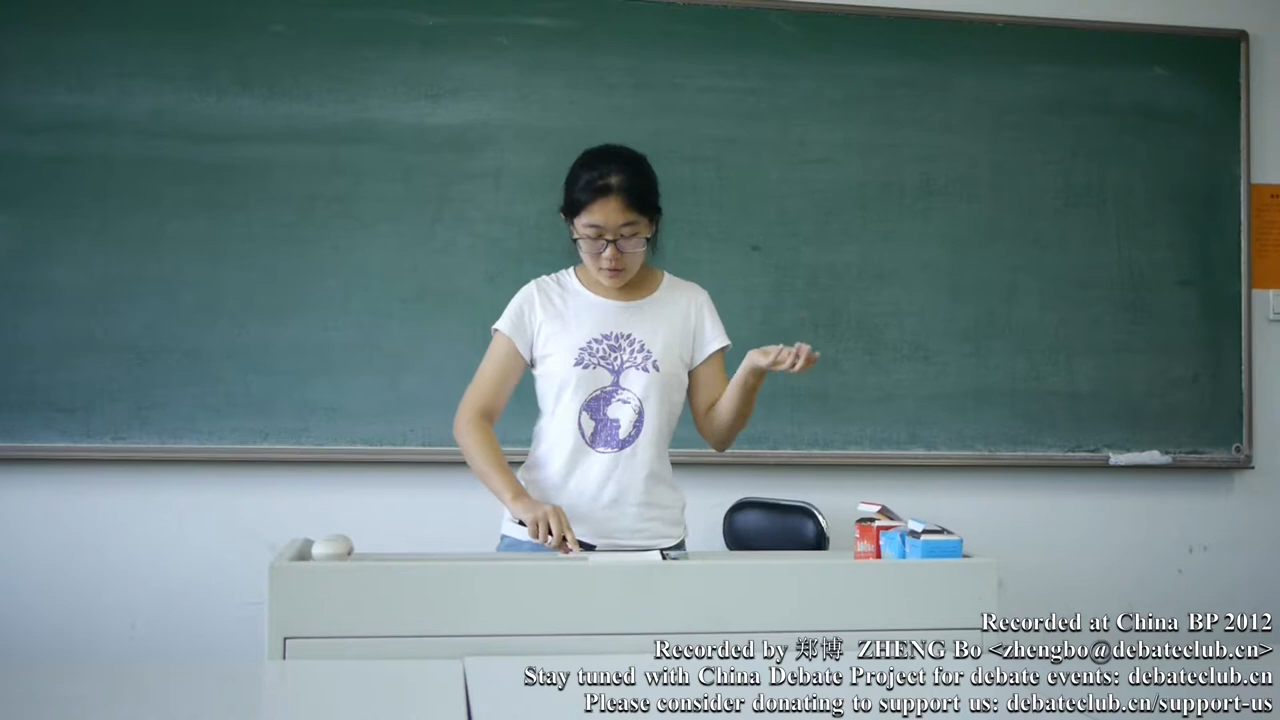 Recorded at China BP 2012
Recorded by 郑博 ZHENG Bo <zhengbo@debateclub.cn>
Stay tuned with China Debate Project for debate events: debateclub.cn
Please consider donating to support us: debateclub.cn/support-us